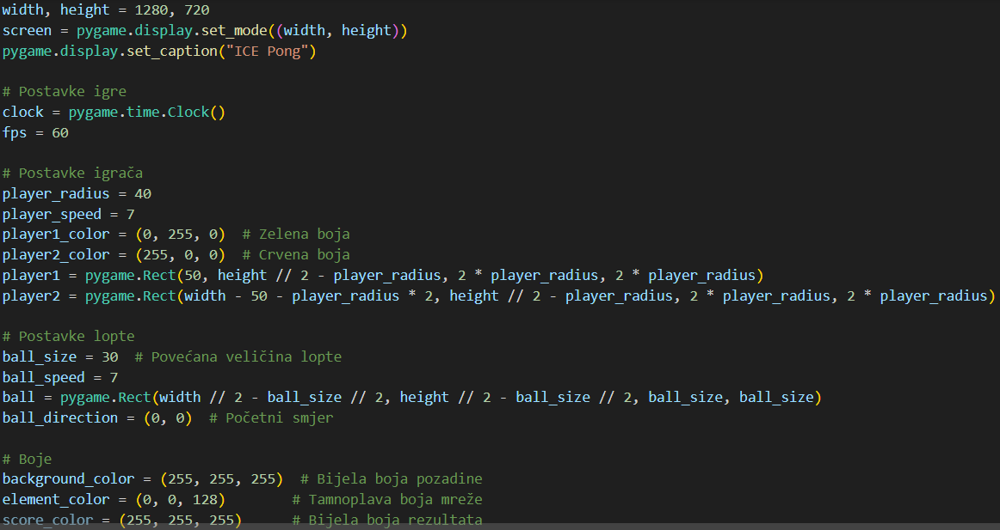 width, height = 1280, 720
screen = pygame.display.set_mode((width, height))
pygame.display.set_caption("ICE Pong")
# Postavke igre
clock = pygame.time.Clock()
fps = 60
# Postavke igrača
player_radius = 40
player_speed = 7
player1_color = (0, 255, 0)  # Zelena boja
player2_color = (255, 0, 0)  # Crvena boja
player1 = pygame.Rect(50, height // 2 - player_radius, 2 * player_radius, 2 * player_radius)
player2 = pygame.Rect(width - 50 - player_radius * 2, height // 2 - player_radius, 2 * player_radius, 2 * player_radius)
# Postavke lopte
ball_size = 30  # Povećana veličina lopte
ball_speed = 7
ball = pygame.Rect(width // 2 - ball_size // 2, height // 2 - ball_size // 2, ball_size, ball_size)
ball_direction = (0, 0)  # Početni smjer
# Boje
background_color = (255, 255, 255)  # Bijela boja pozadine
element_color = (0, 0, 128)        # Tamnoplava boja mreže
score_color = (255, 255, 255)      # Bijela boja rezultata